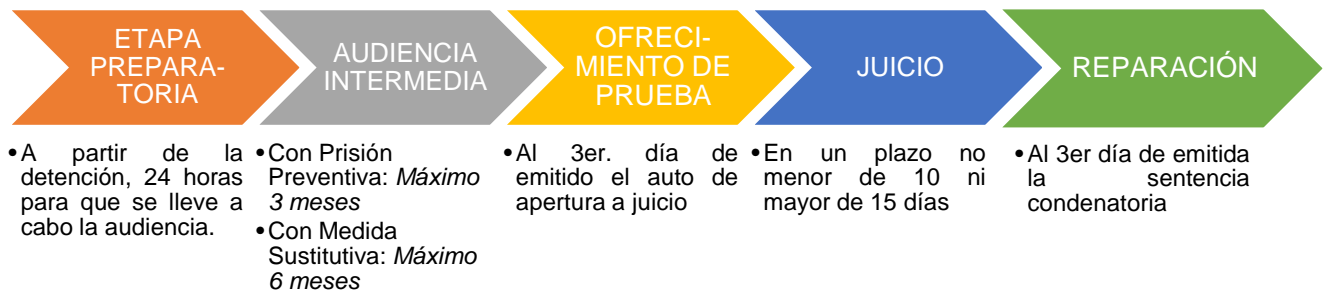 ETAPA
PREPARA-
TORIA
•A partir de la
detención, 24 horas
para que se lleve a
cabo la audiencia.
AUDIENCIA
INTERMEDIA
•Con Prisión
Preventiva: Máximo
3 meses
•Con Medida
Sustitutiva: Máximo
6 meses
OFRECI-
MIENTO DE
PRUEBA
•Al 3er. día de
emitido el auto de
apertura a juicio
JUICIO
•En un plazo no
menor de 10 ni
mayor de 15 días
REPARACIÓN
•Al 3er día de emitida
la sentencia
condenatoria